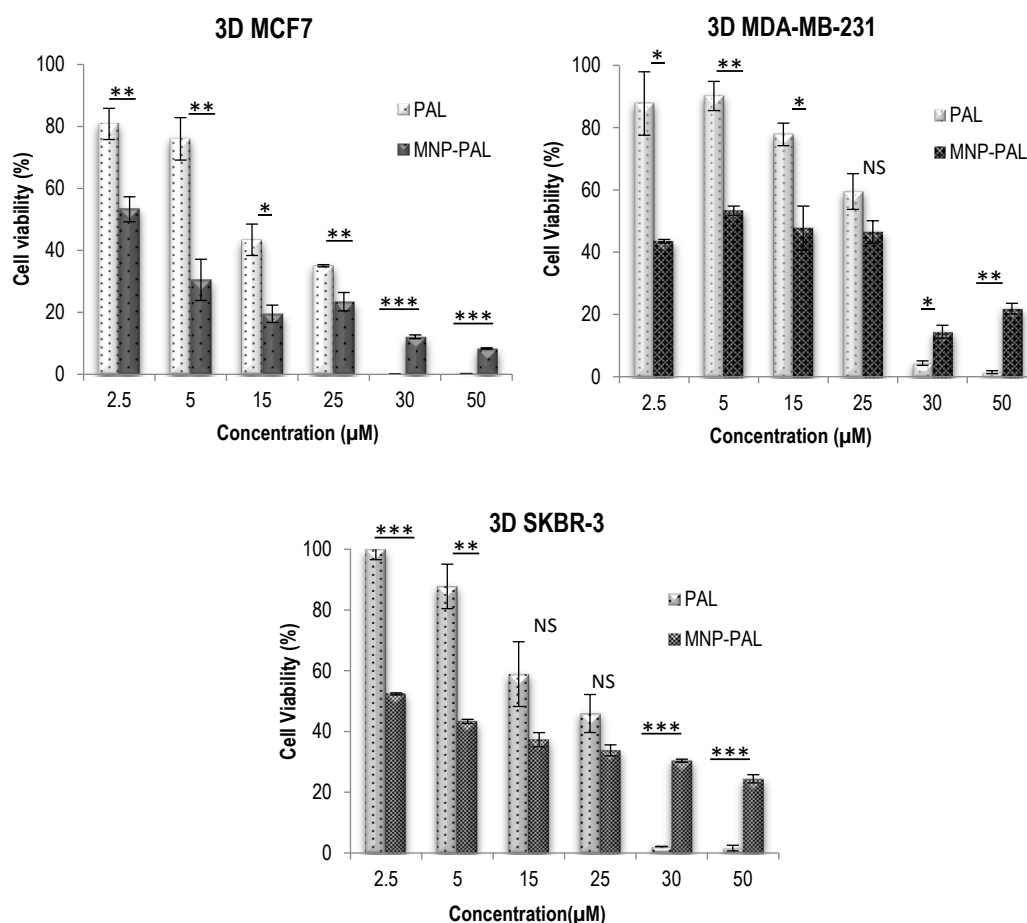 3D MCF7
100
80
60
40
20
0
Cell viability (%)
**
**
*
**
***
***
PAL
MNP-PAL
2.5 5 15 25 30 50
Concentration (µM)
3D MDA-MB-231
100
80
60
40
20
0
Cell Viability (%)
*
**
*
NS
*
**
PAL
MNP-PAL
2.5 5 15 25 30 50
Concentration (µM)
3D SKBR-3
100
80
60
40
20
0
Cell Viability (%)
***
**
NS
NS
***
***
PAL
MNP-PAL
2.5 5 15 25 30 50
Concentration(µM)